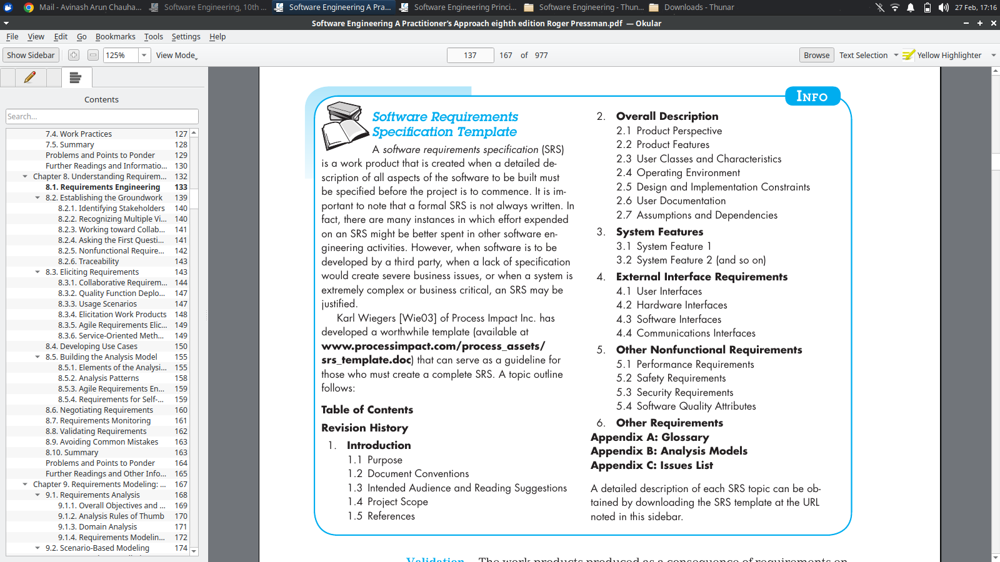 Mail - Avinash Arun Chauha...
Software Engineering, 10th ...
Software Engineering A Pra...
Software Engineering Princi...
Software Engineering - Thun...
Downloads - Thunar
27 Feb, 17:16
Software Engineering A Practitioner's Approach eighth edition Roger Pressman.pdf — Okular
File View Edit Go Bookmarks Tools Settings Help
Show Sidebar
125%
View Mode
137
167 of 977
Browse
Text Selection
Yellow Highlighter
Contents
Search...
7.4. Work Practices 127
7.5. Summary 128
Problems and Points to Ponder 129
Further Readings and Informatio... 130
Chapter 8. Understanding Requirem... 132
8.1. Requirements Engineering 133
8.2. Establishing the Groundwork 139
8.2.1. Identifying Stakeholders 140
8.2.2. Recognizing Multiple Vi... 140
8.2.3. Working toward Collab... 141
8.2.4. Asking the First Questi... 141
8.2.5. Nonfunctional Require... 142
8.2.6. Traceability 143
8.3. Eliciting Requirements 143
8.3.1. Collaborative Requirem... 144
8.3.2. Quality Function Deplo... 147
8.3.3. Usage Scenarios 147
8.3.4. Elicitation Work Products 148
8.3.5. Agile Requirements Elic... 149
8.3.6. Service-Oriented Meth... 149
8.4. Developing Use Cases 150
8.5. Building the Analysis Model 155
8.5.1. Elements of the Analysi... 155
8.5.2. Analysis Patterns 158
8.5.3. Agile Requirements En... 159
8.5.4. Requirements for Self-... 159
8.6. Negotiating Requirements 160
8.7. Requirements Monitoring 161
8.8. Validating Requirements 162
8.9. Avoiding Common Mistakes 163
8.10. Summary 163
Problems and Points to Ponder 164
Further Readings and Other Info... 165
Chapter 9. Requirements Modeling: ... 167
9.1. Requirements Analysis 168
9.1.1. Overall Objectives and ... 169
9.1.2. Analysis Rules of Thumb 170
9.1.3. Domain Analysis 171
9.1.4. Requirements Modelin... 172
9.2. Scenario-Based Modeling 174
INFO
Software Requirements
Specification Template
A software requirements specification (SRS)
is a work product that is created when a detailed de-
scription of all aspects of the software to be built must
be specified before the project is to commence. It is im-
portant to note that a formal SRS is not always written. In
fact, there are many instances in which effort expended
on an SRS might be better spent in other software en-
gineering activities. However, when software is to be
developed by a third party, when a lack of specification
would create severe business issues, or when a system is
extremely complex or business critical, an SRS may be
justified.
Karl Wiegers [Wie03] of Process Impact Inc. has
developed a worthwhile template (available at
www.processimpact.com/process_assets/
srs_template.doc) that can serve as a guideline for
those who must create a complete SRS. A topic outline
follows:
Table of Contents
Revision History
1. Introduction
1.1 Purpose
1.2 Document Conventions
1.3 Intended Audience and Reading Suggestions
1.4 Project Scope
1.5 References
2. Overall Description
2.1 Product Perspective
2.2 Product Features
2.3 User Classes and Characteristics
2.4 Operating Environment
2.5 Design and Implementation Constraints
2.6 User Documentation
2.7 Assumptions and Dependencies
3. System Features
3.1 System Feature 1
3.2 System Feature 2 (and so on)
4. External Interface Requirements
4.1 User Interfaces
4.2 Hardware Interfaces
4.3 Software Interfaces
4.4 Communications Interfaces
5. Other Nonfunctional Requirements
5.1 Performance Requirements
5.2 Safety Requirements
5.3 Security Requirements
5.4 Software Quality Attributes
6. Other Requirements
Appendix A: Glossary
Appendix B: Analysis Models
Appendix C: Issues List
A detailed description of each SRS topic can be ob-
tained by downloading the SRS template at the URL
noted in this sidebar.
Validation The work products produced as a consequence of requirements en